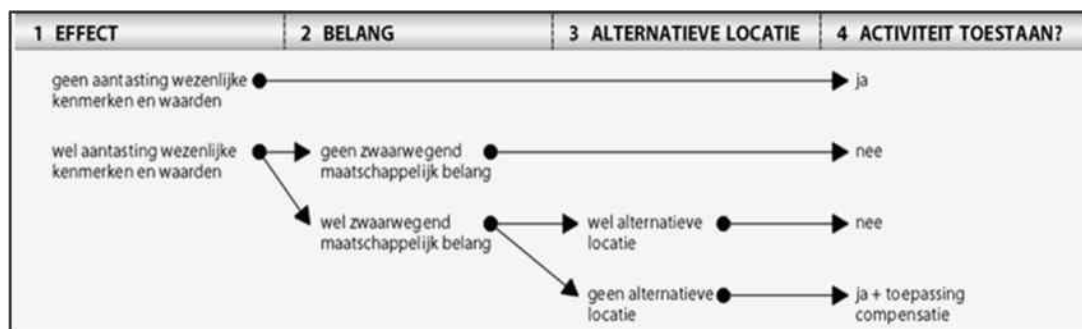 1 EFFECT
2 BELANG
3 ALTERNATIEVE LOCATIE
4 ACTIVITEIT TOESTAAN?
geen aantasting wezenlijke
kenmerken en waarden
ja
wel aantasting wezenlijke
kenmerken en waarden
geen zwaarwegend
maatschappelijk belang
nee
wel zwaarwegend
maatschappelijk belang
wel alternatieve
locatie
nee
geen alternatieve
locatie
ja + toepassing
compensatie